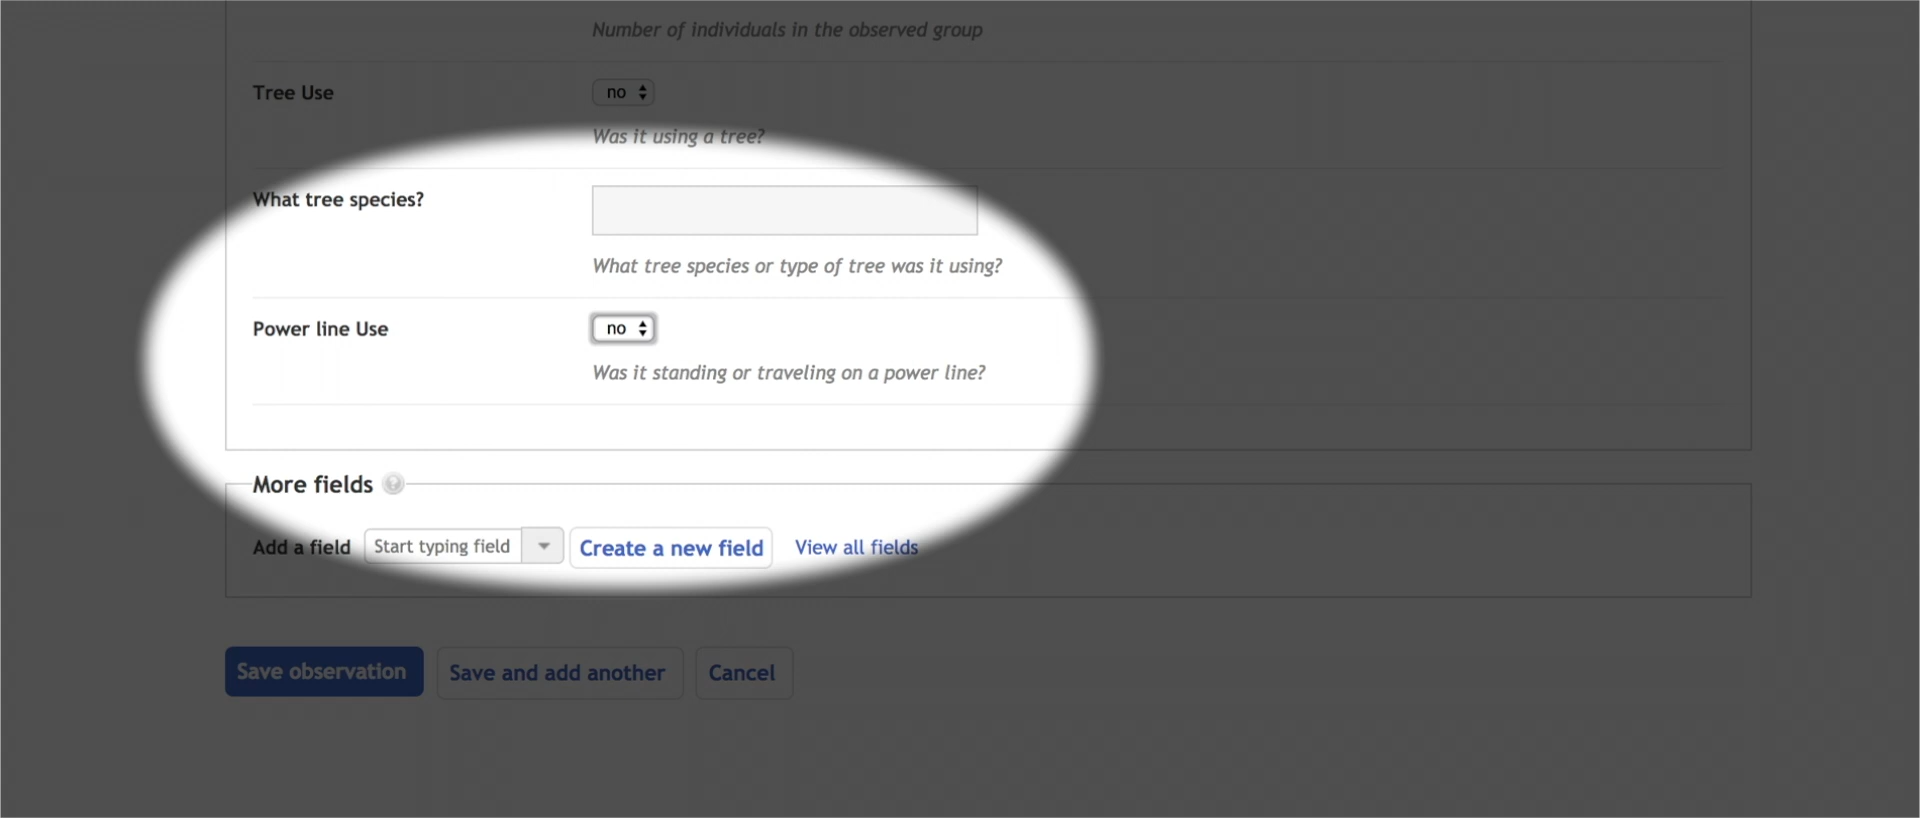 Number of individuals in the observed group
Tree Use
no
Was it using a tree?
What tree species?
What tree species or type of tree was it using?
Power line Use
no
Was it standing or traveling on a power line?
More fields ?
Add a field
Start typing field
Create a new field
View all fields
Save observation
Save and add another
Cancel